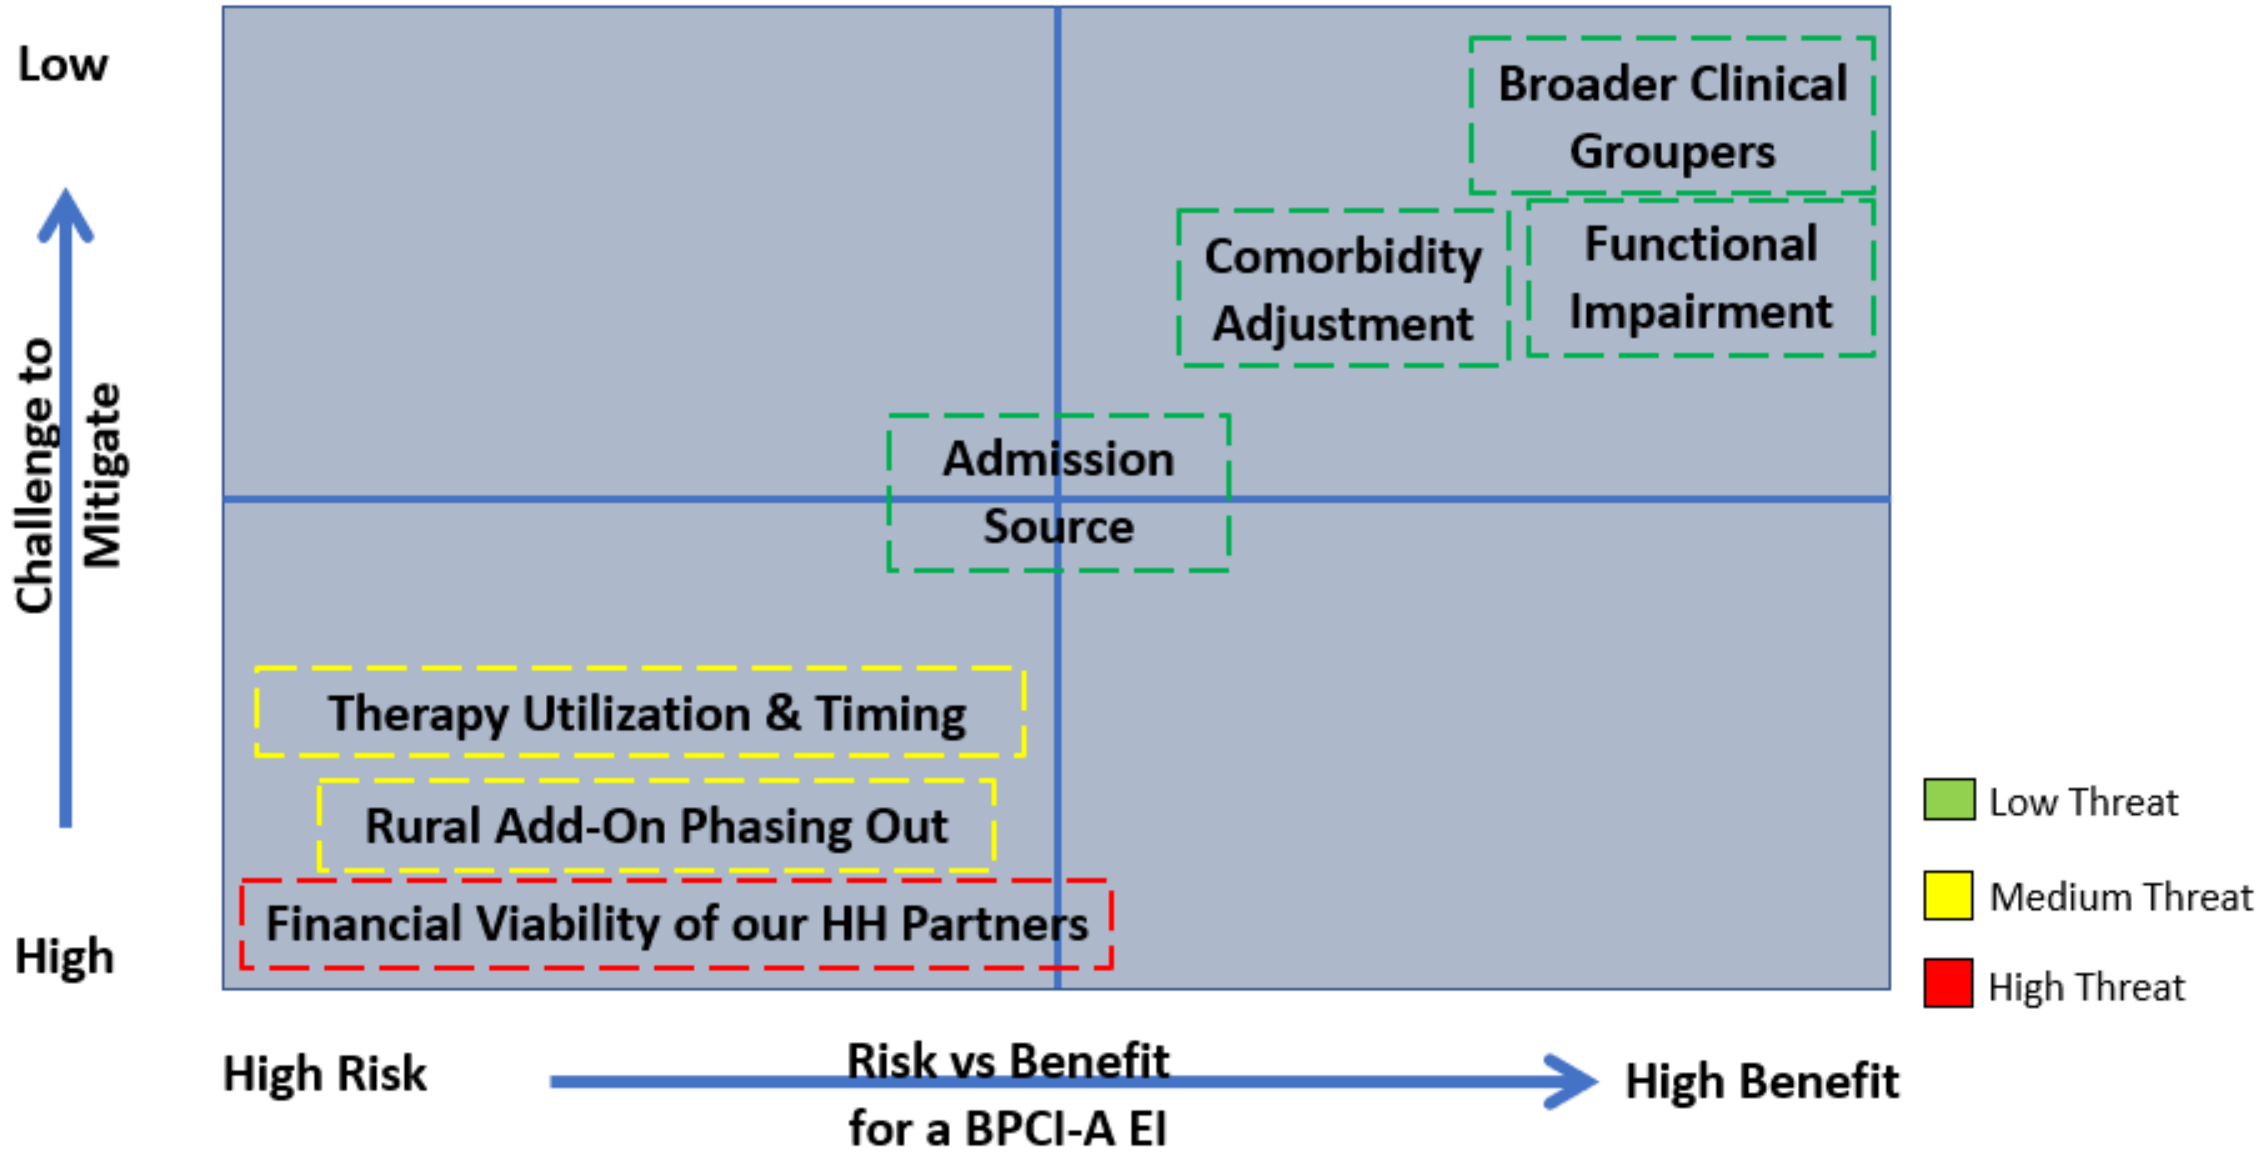 Low
Challenge to
Mitigate
High
Broader Clinical
Groupers
Comorbidity
Adjustment
Functional
Impairment
Admission
Source
Therapy Utilization & Timing
Rural Add-On Phasing Out
Financial Viability of our HH Partners
Low Threat
Medium Threat
High Threat
High Risk
Risk vs Benefit
for a BPCI-A EI
High Benefit